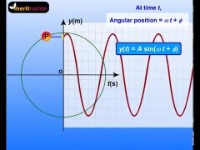 meritnation
At time t,
Angular position = ω t + ϕ
y(m)
P
y(t) = A sin(ω t + ϕ)
o
t(s)